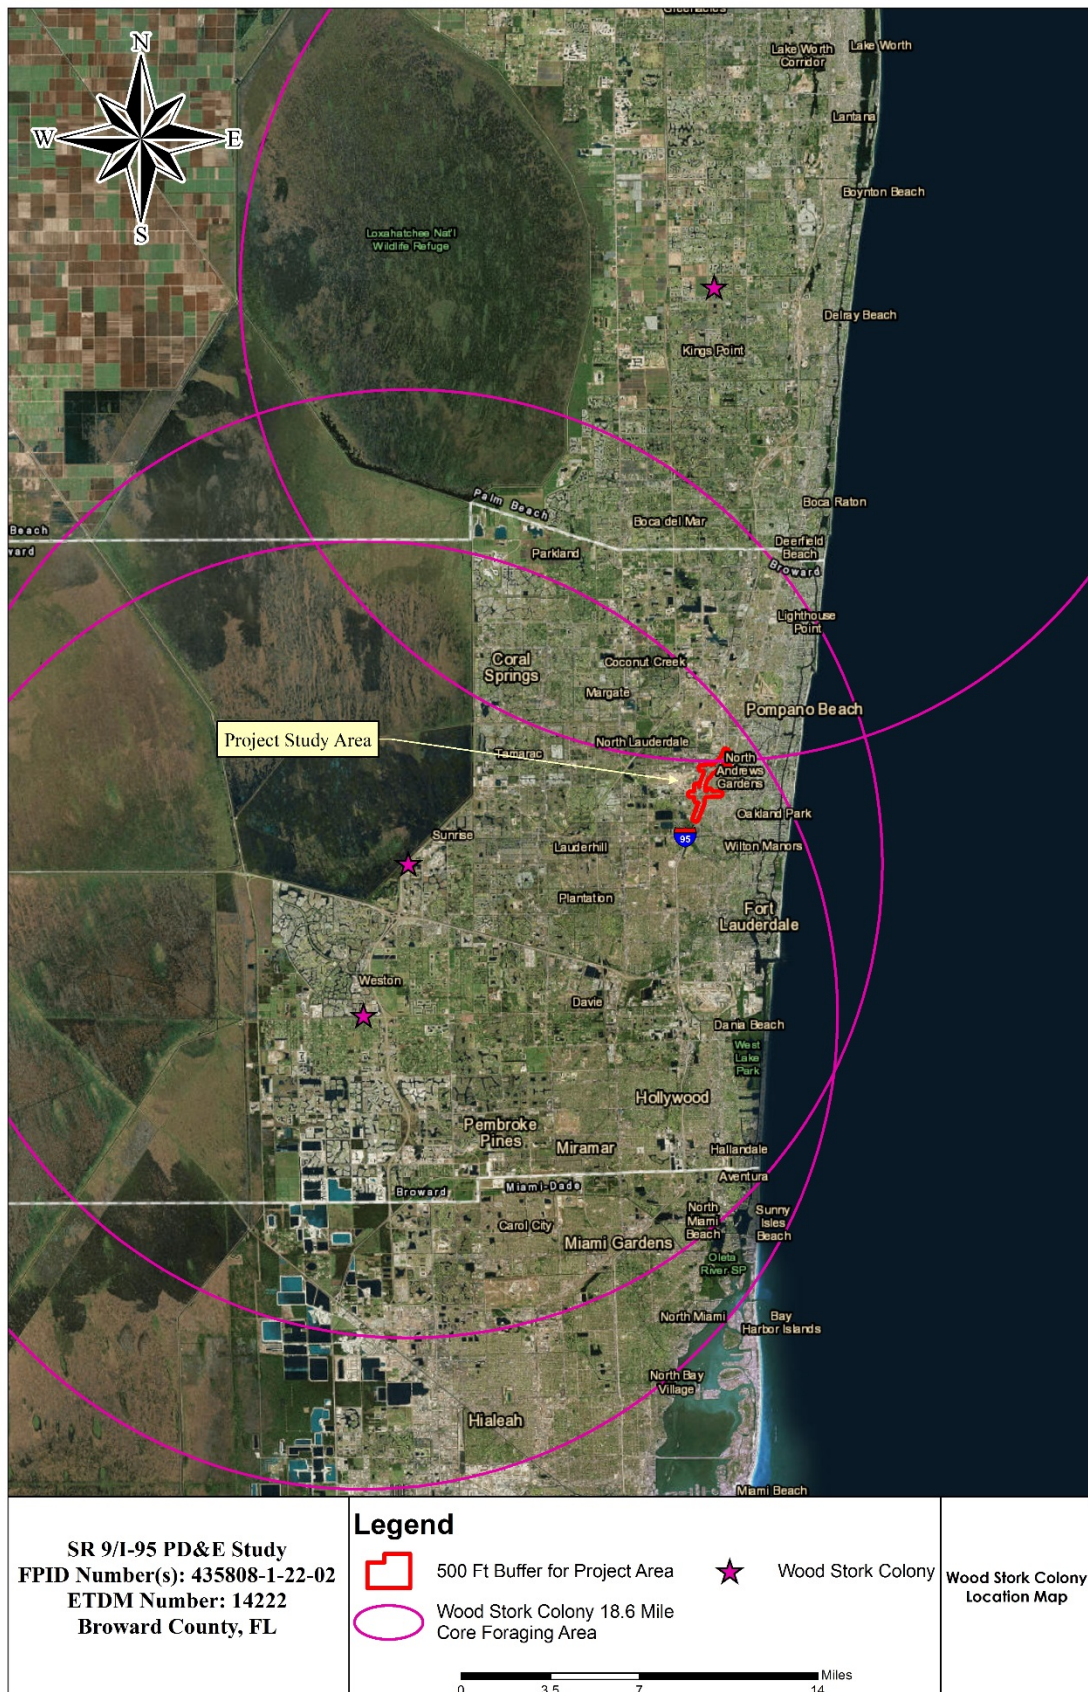 Greenacres
N
W
E
S
Lake Worth
Corridor
Lake Worth
Lantana
Boynton Beach
Loxahatchee Nat'l
Wildlife Refuge
Delray Beach
Kings Point
Palm Beach
Boca Raton
Boca del Mar
Beach
ward
Parkland
Deerfield
Beach
Broward
Lighthouse
Point
Coral
Springs
Coconut Creek
Margate
Pompano Beach
Project Study Area
Tamarac
North Lauderdale
North
Andrews
Gardens
Oakland Park
Sunrise
95
Lauderhill
Wilton Manors
Plantation
Fort
Lauderdale
Weston
Davie
Dania Beach
West
Lake
Park
Hollywood
Pembroke
Pines
Miramar
Hallandale
Aventura
Broward
Miami-Dade
Carol City
North
Miami
Beach
Sunny
Isles
Beach
Miami Gardens
Oleta
River SP
North Miami
Bay
Harbor Islands
North Bay
Village
Hialeah
Miami Beach
SR 9/I-95 PD&E Study
FPID Number(s): 435808-1-22-02
ETDM Number: 14222
Broward County, FL
Legend
500 Ft Buffer for Project Area
Wood Stork Colony
Wood Stork Colony 18.6 Mile
Core Foraging Area
Miles
0 3.5 7 14
Wood Stork Colony
Location Map